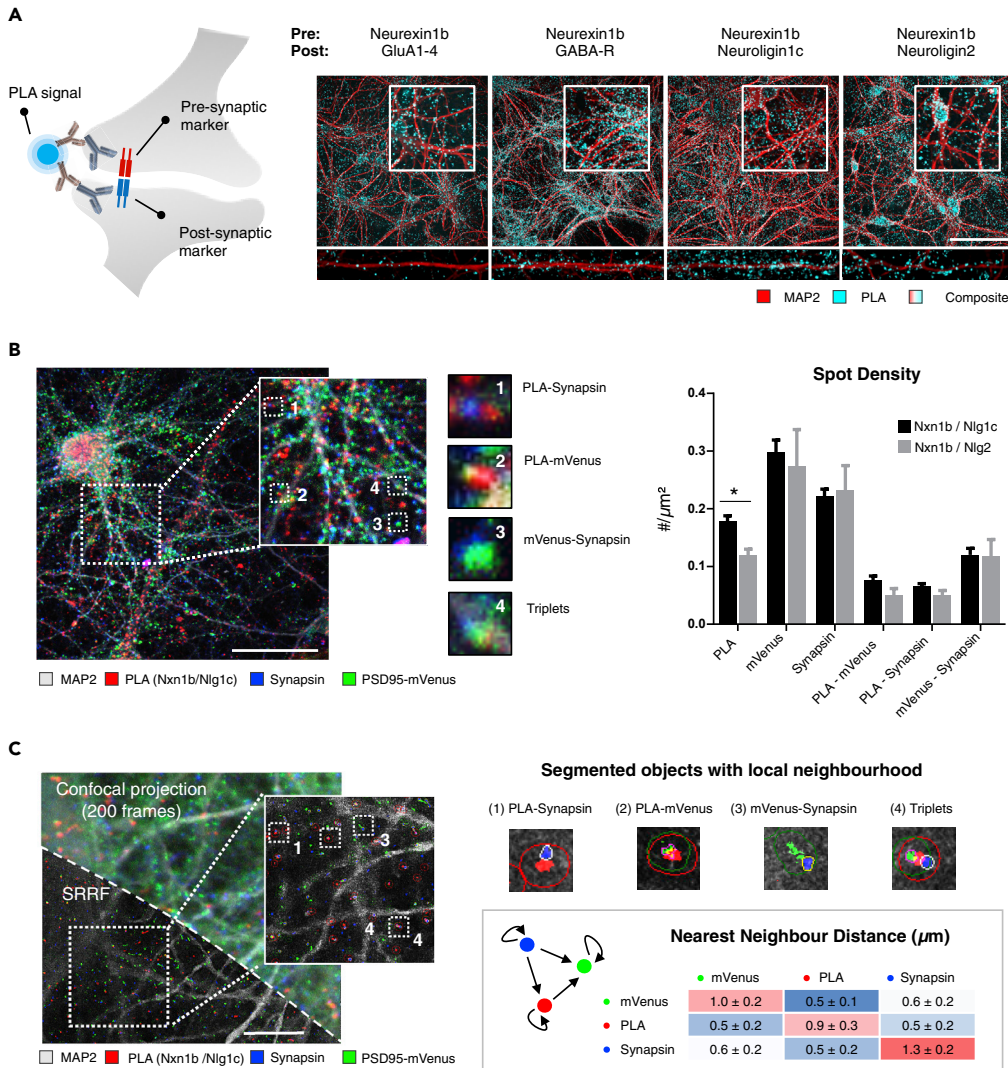 A
Pre: Neurexin1b Neurexin1b Neurexin1b Neurexin1b
Post: GluA1-4 GABA-R Neuroligin1c Neuroligin2
PLA signal
Pre-synaptic
marker
Post-synaptic
marker
MAP2 PLA Composite
B
1
2
3
4
1
PLA-Synapsin
2
PLA-mVenus
3
mVenus-Synapsin
4
Triplets
MAP2 PLA (Nxn1b/Nlg1c) Synapsin PSD95-mVenus
Spot Density
Nxn1b / Nlg1c
Nxn1b / Nlg2
#/µm²
0.4
0.3
0.2
0.1
0.0
*
PLA
mVenus
Synapsin
PLA - mVenus
PLA - Synapsin
mVenus - Synapsin
C
Confocal projection
(200 frames)
SRRF
1
3
4
4
MAP2 PLA (Nxn1b /Nlg1c) Synapsin PSD95-mVenus
Segmented objects with local neighbourhood
(1) PLA-Synapsin (2) PLA-mVenus (3) mVenus-Synapsin (4) Triplets
Nearest Neighbour Distance (µm)
mVenus PLA Synapsin
mVenus 1.0 ± 0.2 0.5 ± 0.1 0.6 ± 0.2
PLA 0.5 ± 0.2 0.9 ± 0.3 0.5 ± 0.2
Synapsin 0.6 ± 0.2 0.5 ± 0.2 1.3 ± 0.2